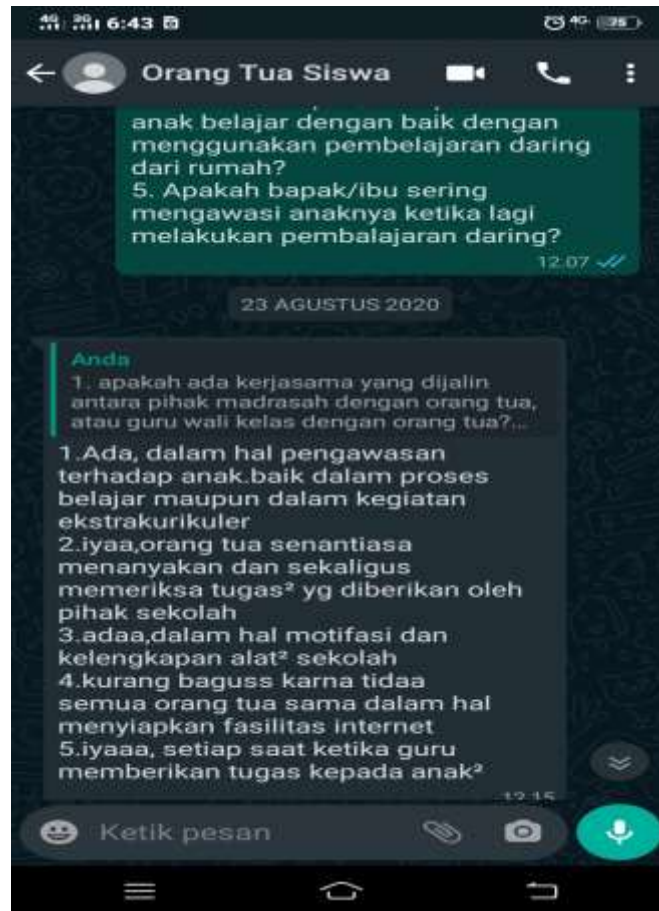 4G 2G 6:43 4G 75
Orang Tua Siswa
anak belajar dengan baik dengan
menggunakan pembelajaran daring
dari rumah?
5. Apakah bapak/ibu sering
mengawasi anaknya ketika lagi
melakukan pembalajaran daring?
12.07
23 AGUSTUS 2020
Anda
1. apakah ada kerjasama yang dijalin
antara pihak madrasah dengan orang tua,
atau guru wali kelas dengan orang tua?...
1.Ada, dalam hal pengawasan
terhadap anak.baik dalam proses
belajar maupun dalam kegiatan
ekstrakurikuler
2.iyaa,orang tua senantiasa
menanyakan dan sekaligus
memeriksa tugas² yg diberikan oleh
pihak sekolah
3.adaa,dalam hal motifasi dan
kelengkapan alat² sekolah
4.kurang baguss karna tidaa
semua orang tua sama dalam hal
menyiapkan fasilitas internet
5.iyaaa, setiap saat ketika guru
memberikan tugas kepada anak²
12.15
Ketik pesan